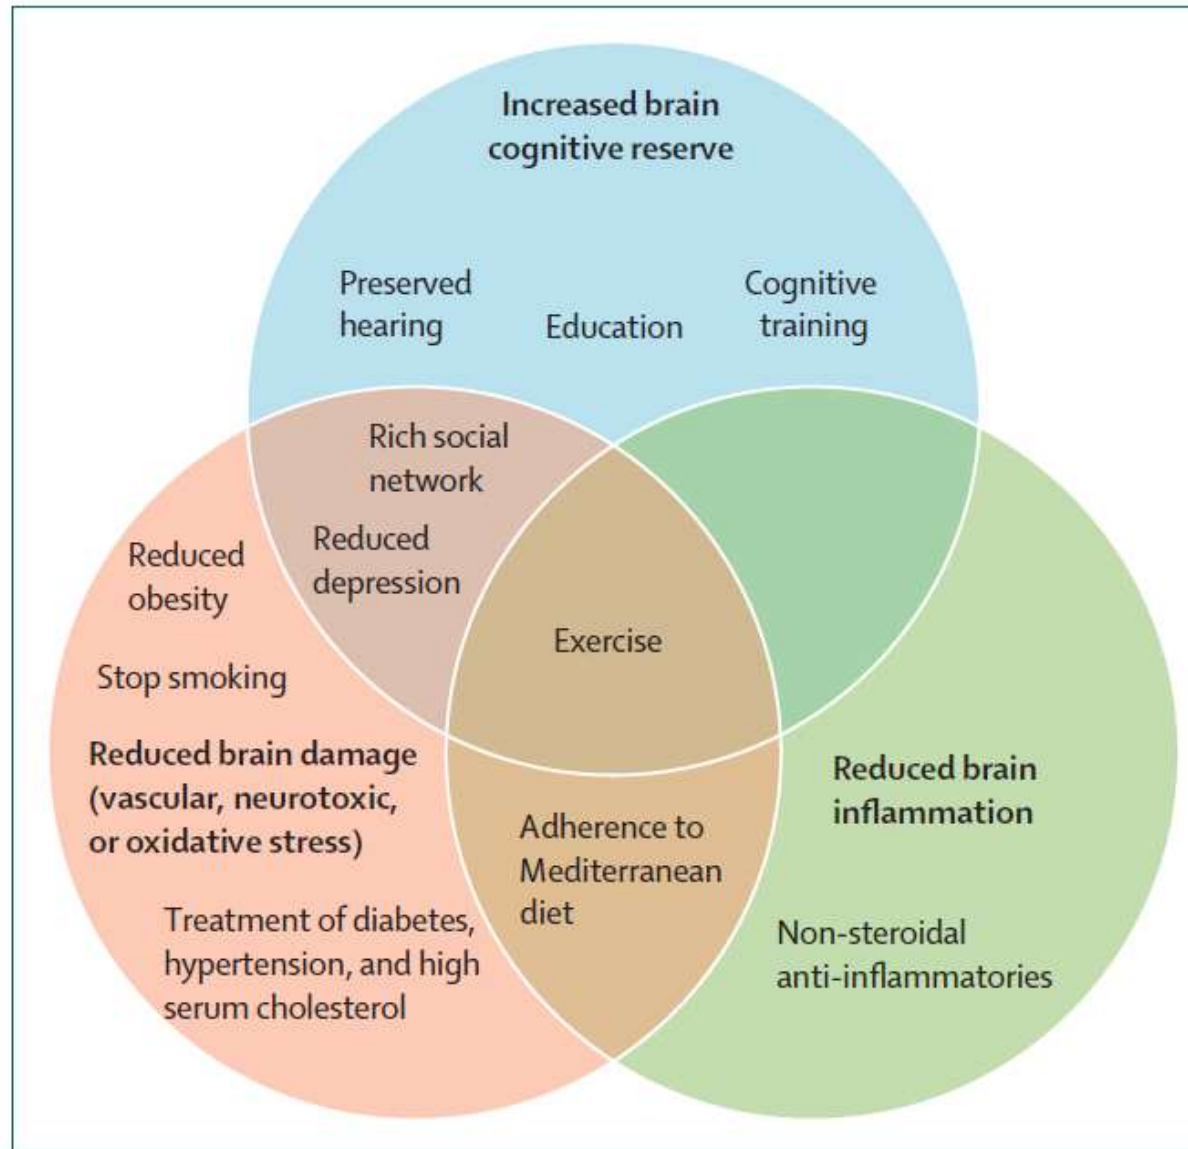 Increased brain
cognitive reserve
Preserved
hearing
Education
Cognitive
training
Rich social
network
Reduced
depression
Reduced
obesity
Exercise
Stop smoking
Reduced brain damage
(vascular, neurotoxic,
or oxidative stress)
Reduced brain
inflammation
Adherence to
Mediterranean
diet
Treatment of diabetes,
hypertension, and high
serum cholesterol
Non-steroidal
anti-inflammatories